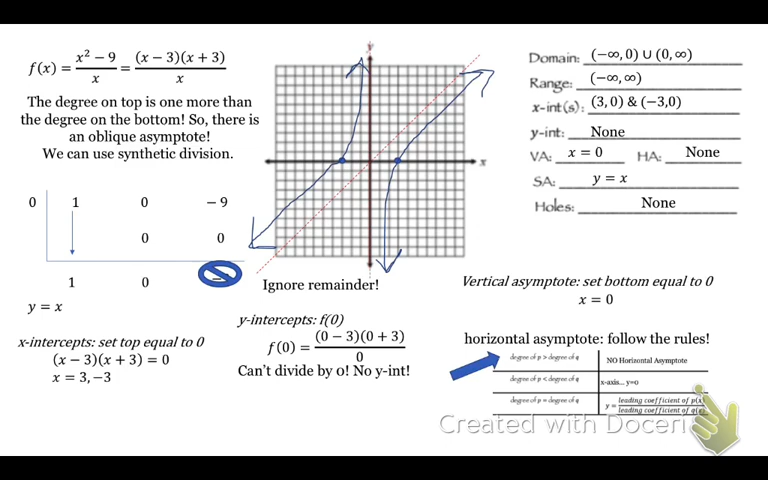 f(x) = x² − 9 / x = (x − 3)(x + 3) / x
The degree on top is one more than
the degree on the bottom! So, there is
an oblique asymptote!
We can use synthetic division.
0 1 0 − 9
0 0
1 0
y = x
x-intercepts: set top equal to 0
(x − 3)(x + 3) = 0
x = 3, −3
y
x
Ignore remainder!
y-intercepts: f(0)
f(0) = (0 − 3)(0 + 3) / 0
Can't divide by 0! No y-int!
Domain: (−∞, 0) ∪ (0, ∞)
Range: (−∞, ∞)
x-int(s): (3, 0) & (−3,0)
y-int: None
VA: x = 0 HA: None
SA: y = x
Holes: None
Vertical asymptote: set bottom equal to 0
x = 0
horizontal asymptote: follow the rules!
degree of p > degree of q NO Horizontal Asymptote
degree of p < degree of q x-axis... y=0
degree of p = degree of q y = leading coefficient of p(x) / leading coefficient of q(x)
Created with Doceri